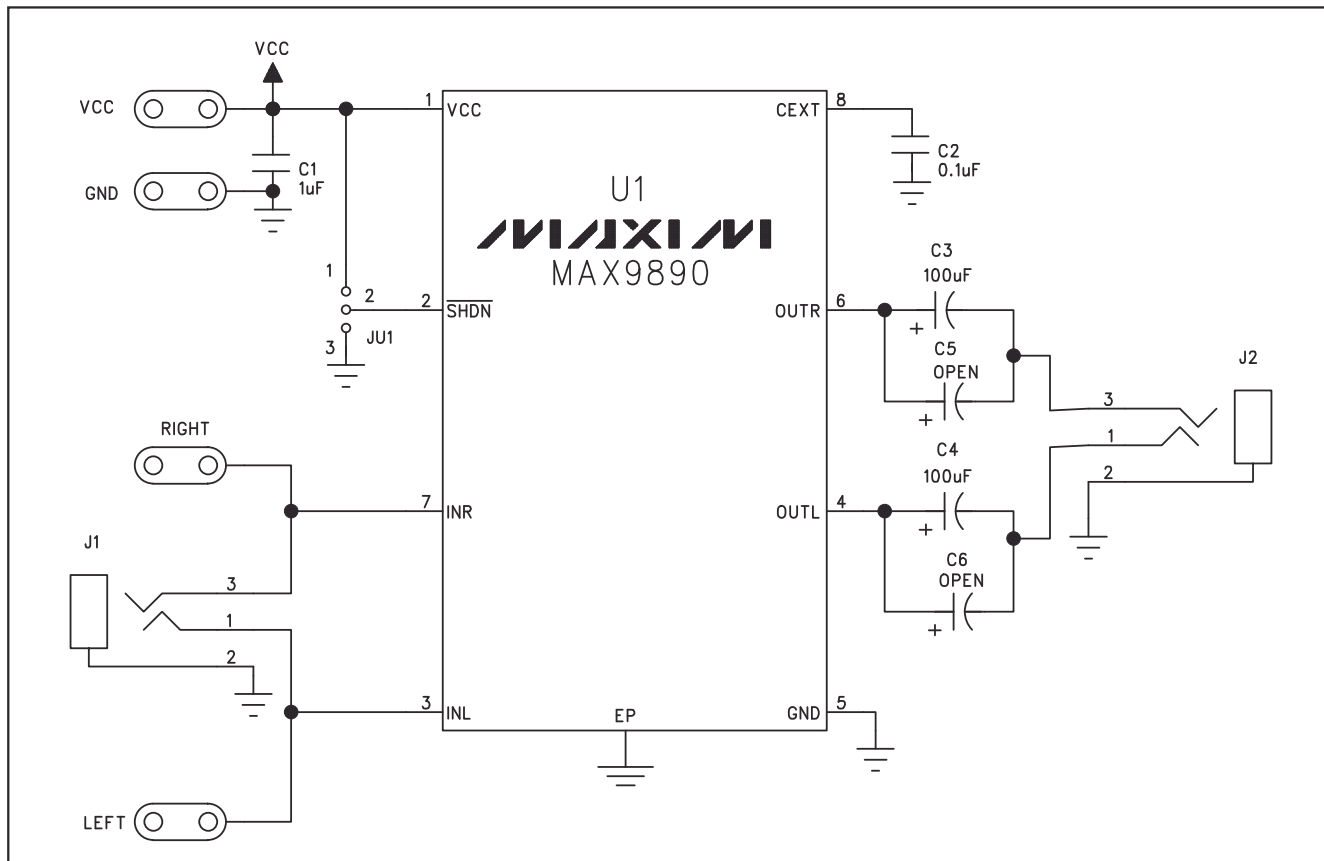 VCC
VCC
1
VCC
CEXT
8
C1
1uF
C2
0.1uF
GND
U1
MAXIM
MAX9890
1
2
3
JU1
2
SHDN
OUTR
6
C3
100uF
+
C5
OPEN
+
J2
3
1
2
RIGHT
7
INR
OUTL
4
C4
100uF
+
C6
OPEN
+
J1
3
1
2
3
INL
EP
GND
5
LEFT